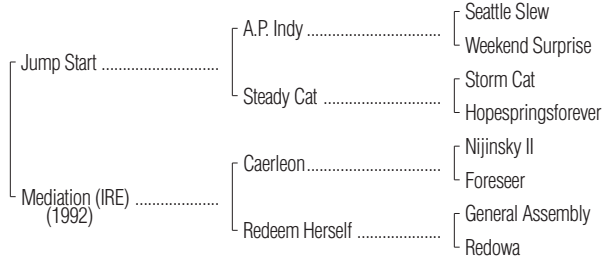 Seattle Slew
A.P. Indy ..............................
Weekend Surprise
Jump Start ..........................
Storm Cat
Steady Cat ..............................
Hopespringsforever
Nijinsky II
Caerleon..............................
Foreseer
Mediation (IRE) ..................
(1992)
General Assembly
Redeem Herself ..................
Redowa